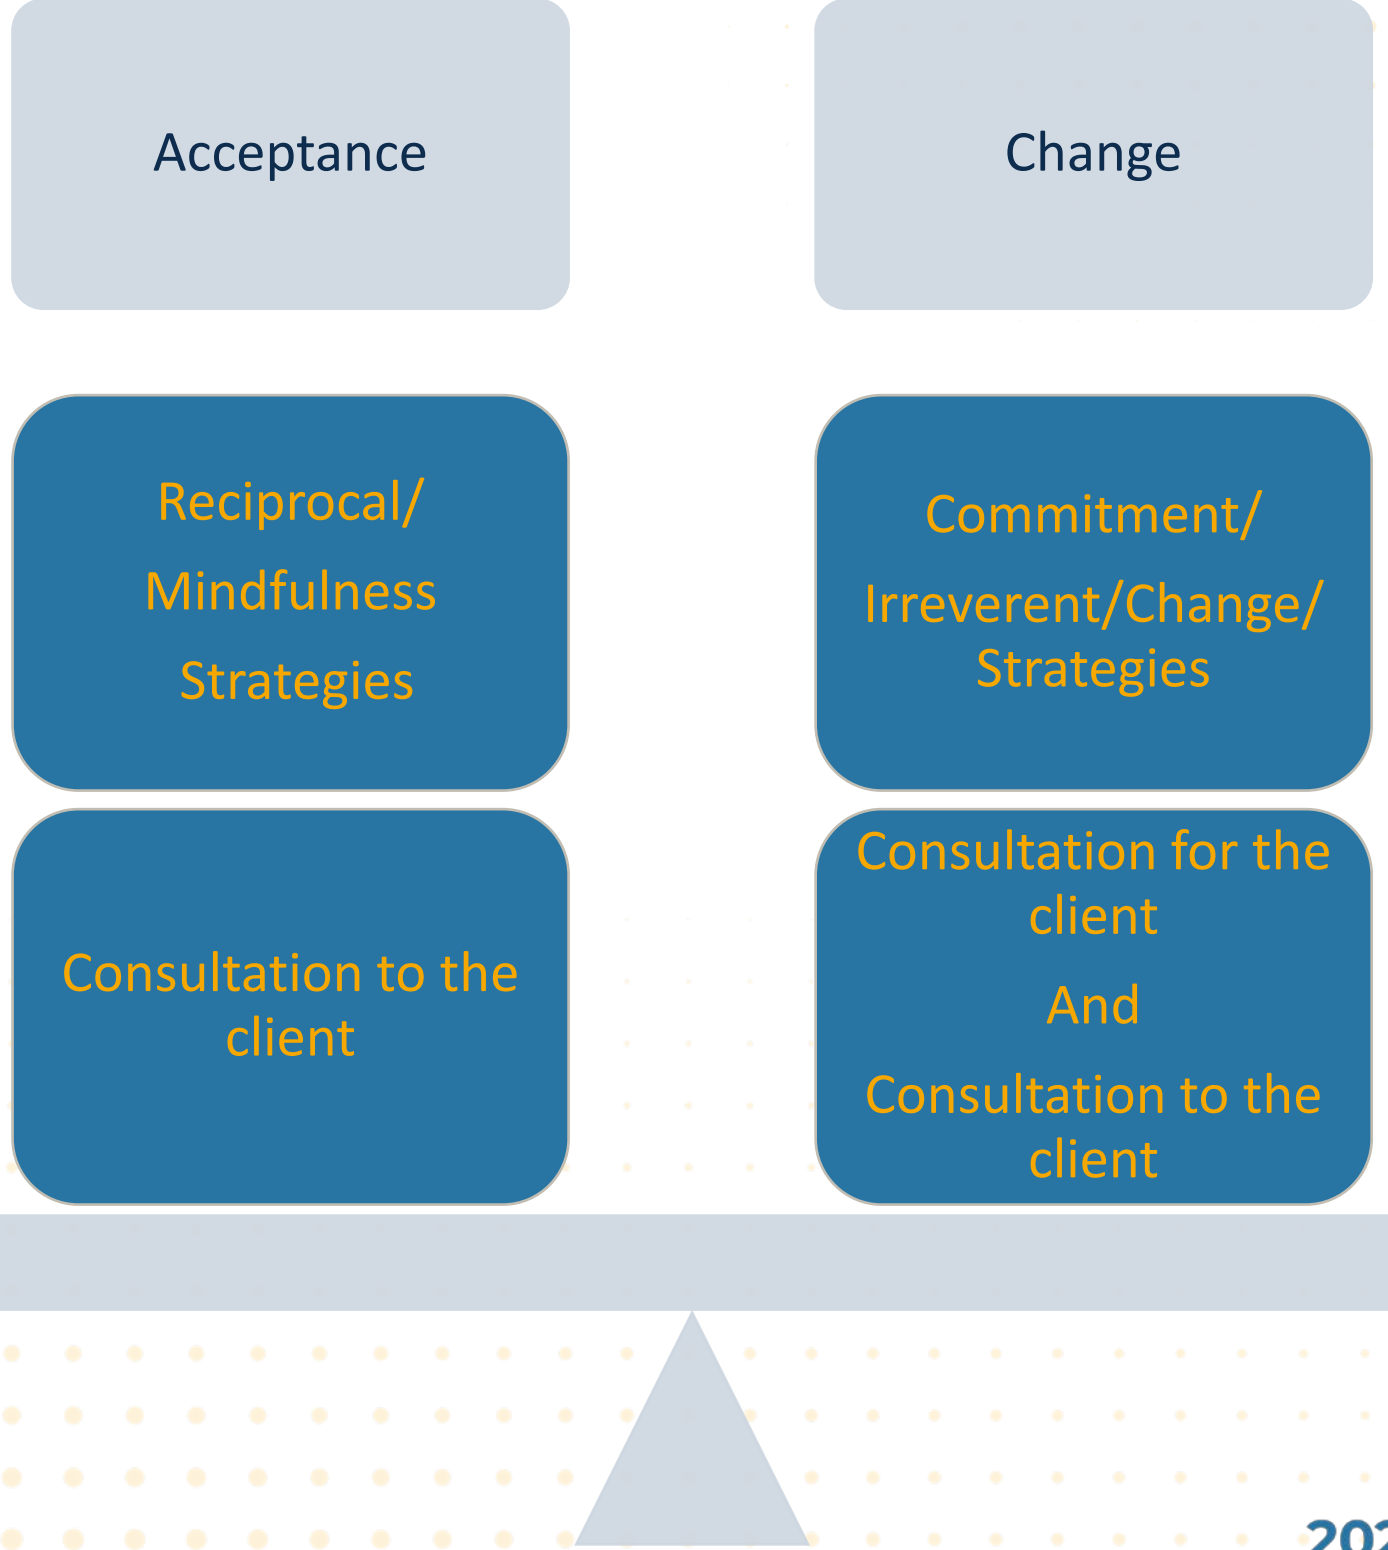 Acceptance
Change
Reciprocal/
Mindfulness
Strategies
Commitment/
Irreverent/Change/
Strategies
Consultation to the
client
Consultation for the
client
And
Consultation to the
client